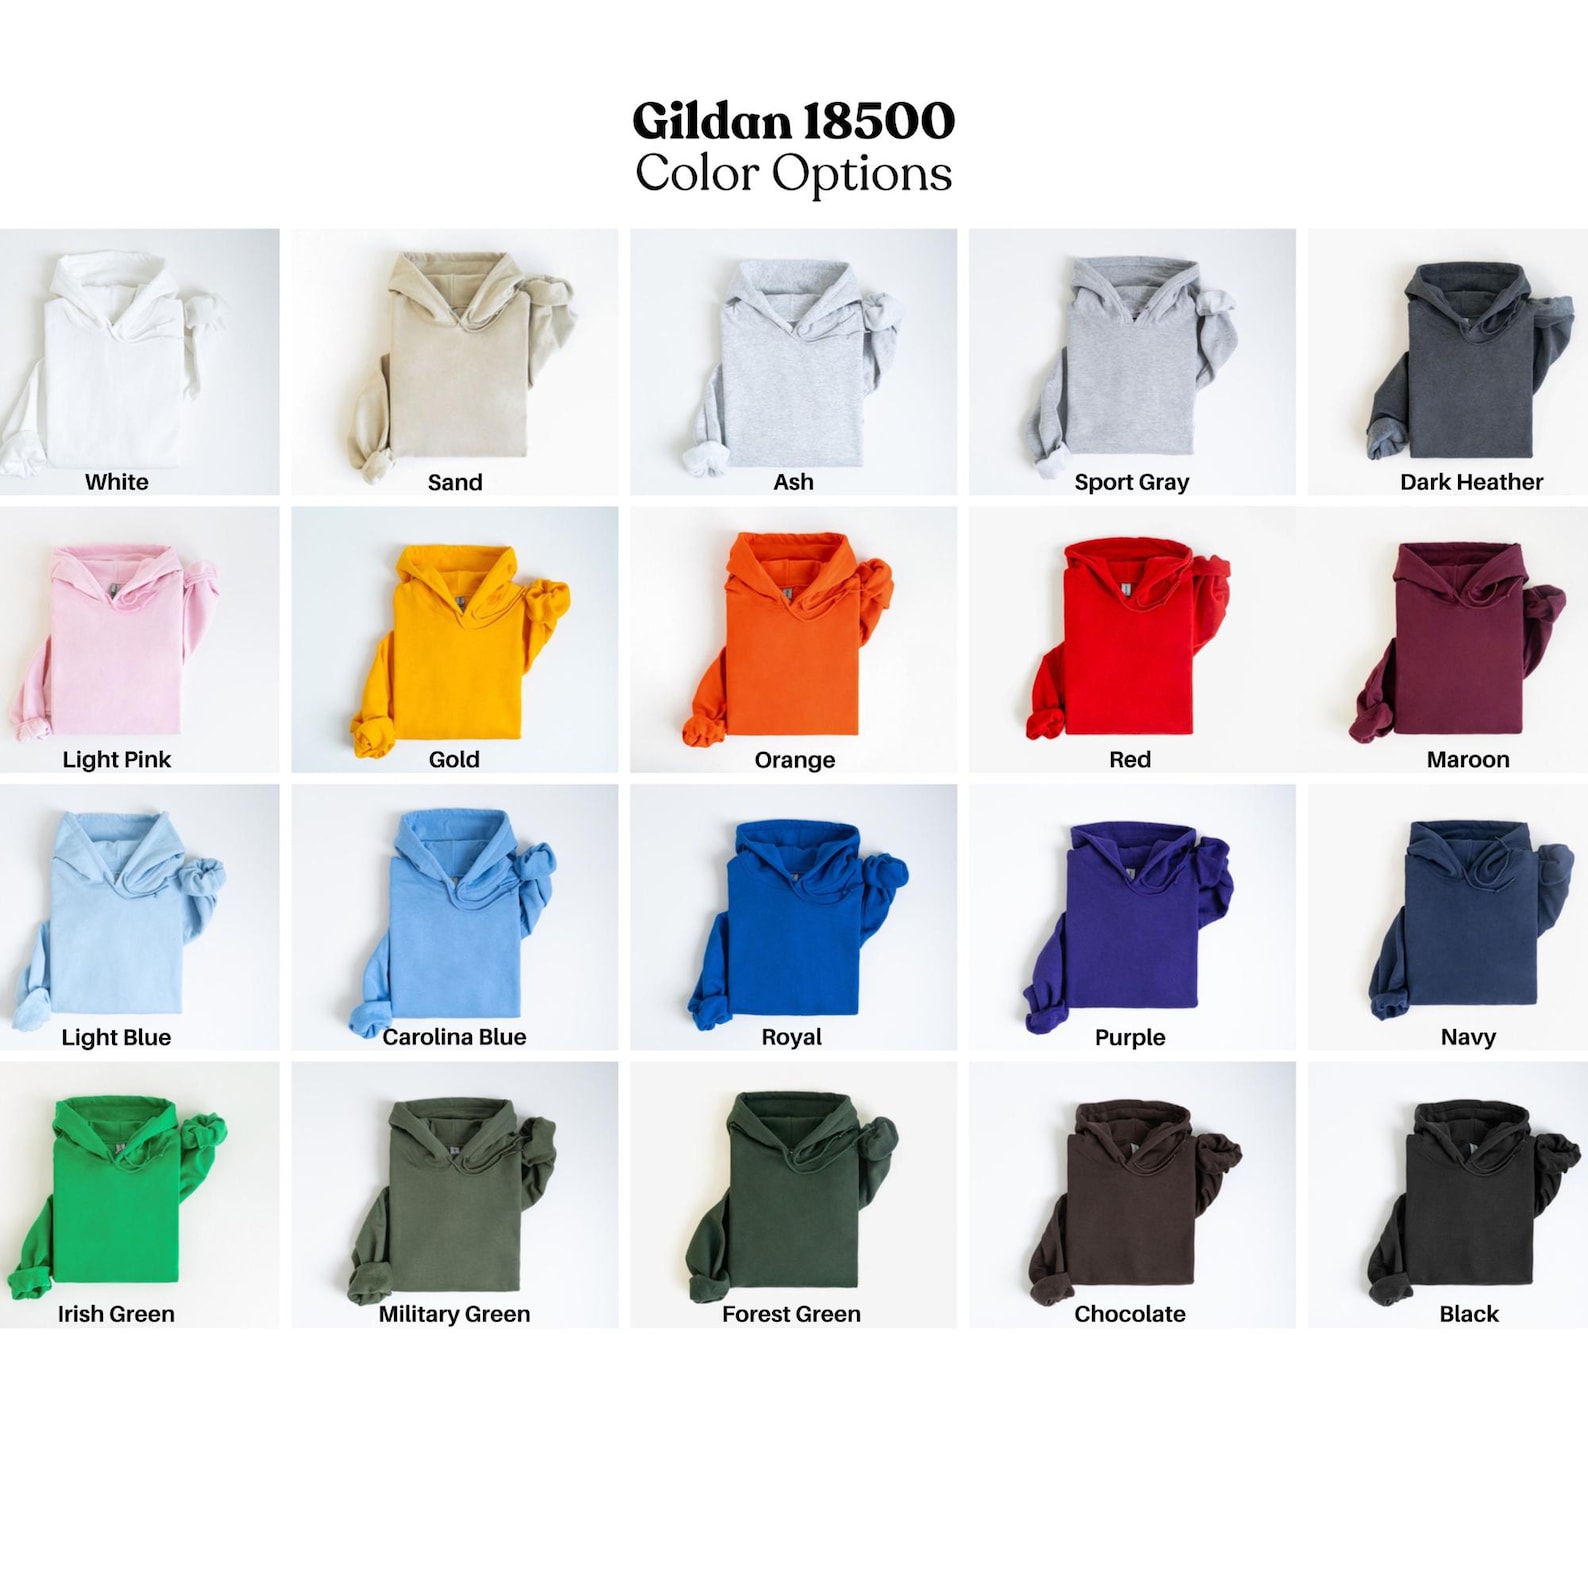 Gildan 18500
Color Options
White
Sand
Ash
Sport Gray
Dark Heather
Light Pink
Gold
Orange
Red
Maroon
Light Blue
Carolina Blue
Royal
Purple
Navy
Irish Green
Military Green
Forest Green
Chocolate
Black